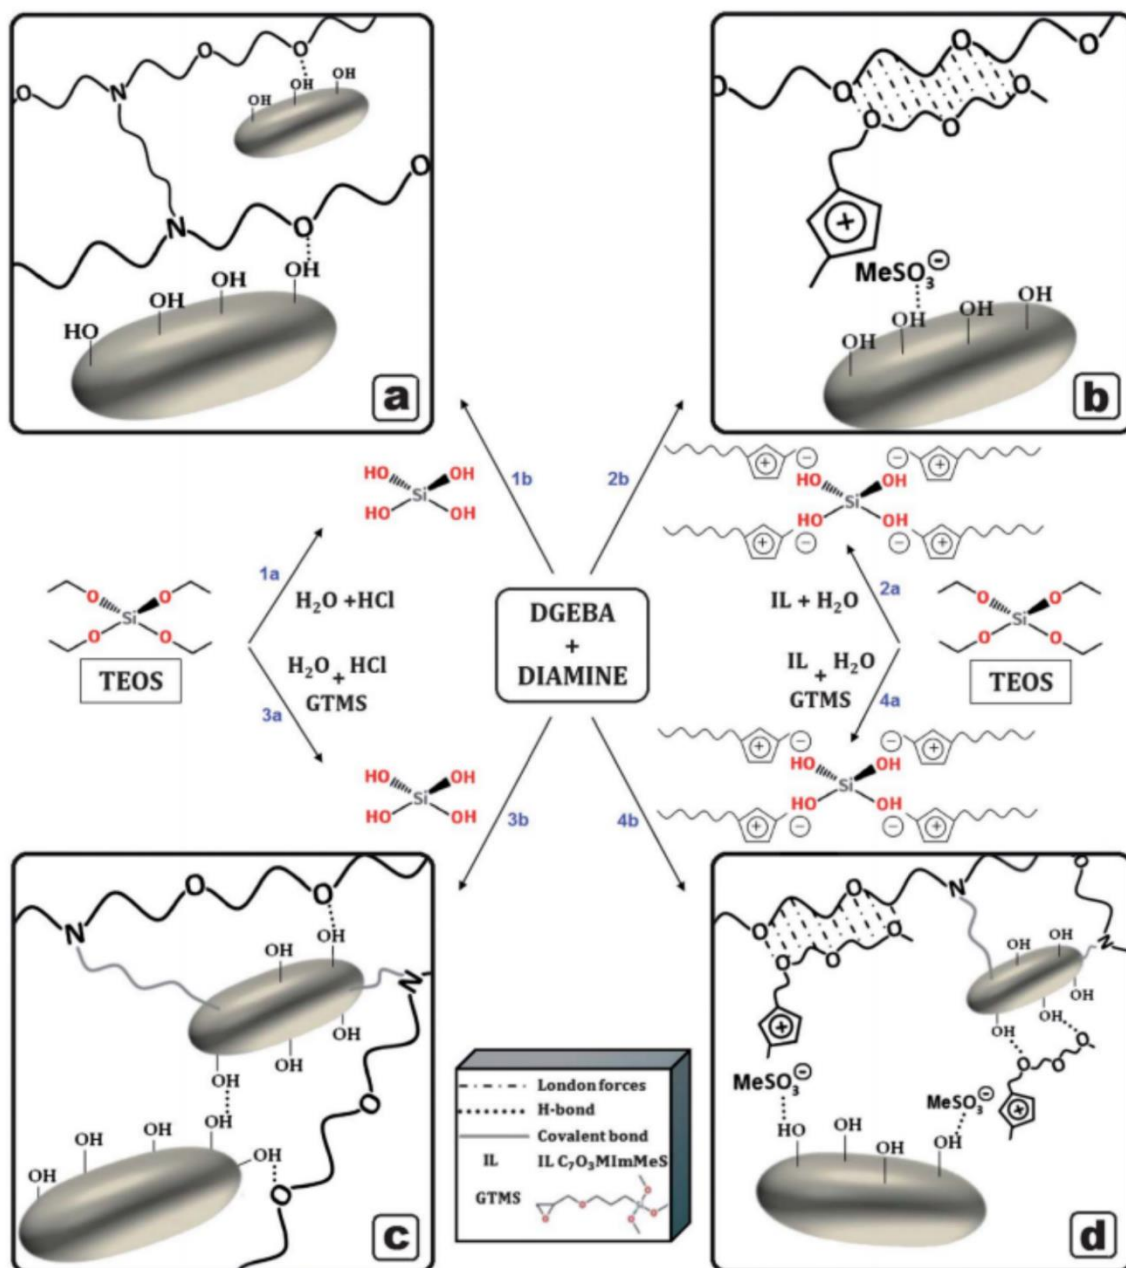 O
O
O
N
OH
OH
OH
O
N
O
OH
OH
OH
HO
a
O
O
O
O
O
O
O
+
MeSO3⊖
OH
OH
OH
OH
b
HO
OH
Si
HO
OH
1b
2b
+ ⊖ ⊖ +
HO
OH
Si
HO
OH
+ ⊖ ⊖ +
1a
H2O +HCl
O
O
Si
O
O
TEOS
H2O + HCl
GTMS
3a
DGEBA
+
DIAMINE
2a
IL + H2O
IL + H2O
GTMS
4a
O
O
Si
O
O
TEOS
HO
OH
Si
HO
OH
3b
4b
+ ⊖ ⊖ +
HO
OH
Si
HO
OH
+ ⊖ ⊖ +
O
O
N
OH
OH
N
OH
OH
OH
OH
OH
OH
OH
OH
O
O
c
London forces
H-bond
Covalent bond
IL IL C7O3MImMeS
GTMS
O
O
Si
O
O
O
O
O
N
O
O
O
O
O
N
OH
OH
OH
OH
OH
O
O
O
+
MeSO3⊖
MeSO3⊖
+
HO
OH
OH
OH
d